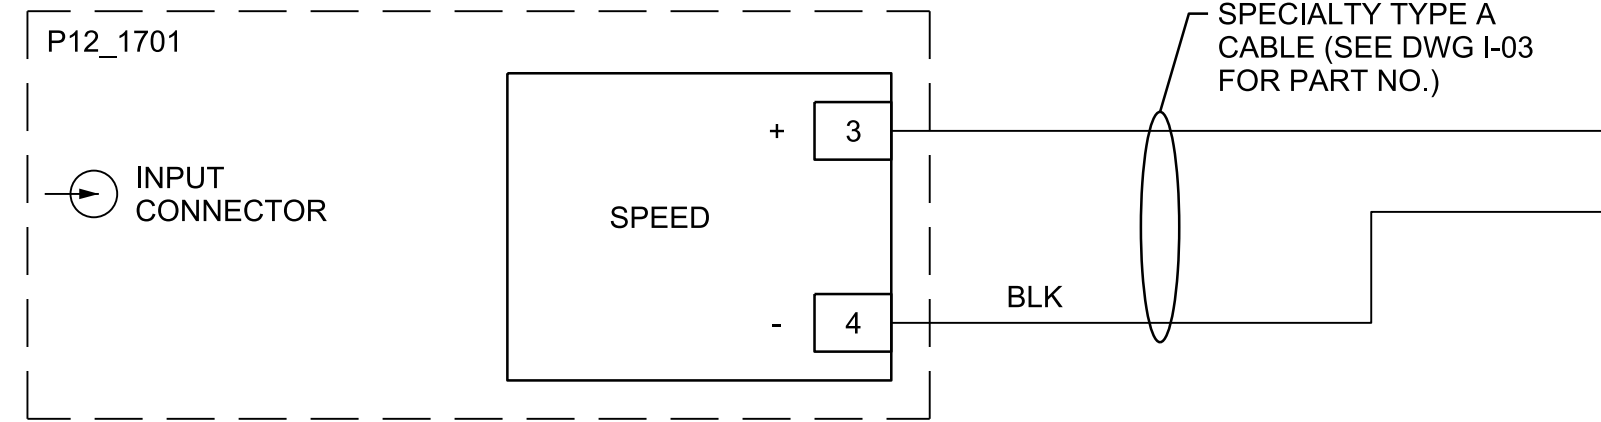 SPECIALTY TYPE A
CABLE (SEE DWG I-03
FOR PART NO.)
P12_1701
+ 3
INPUT
CONNECTOR
SPEED
BLK
- 4